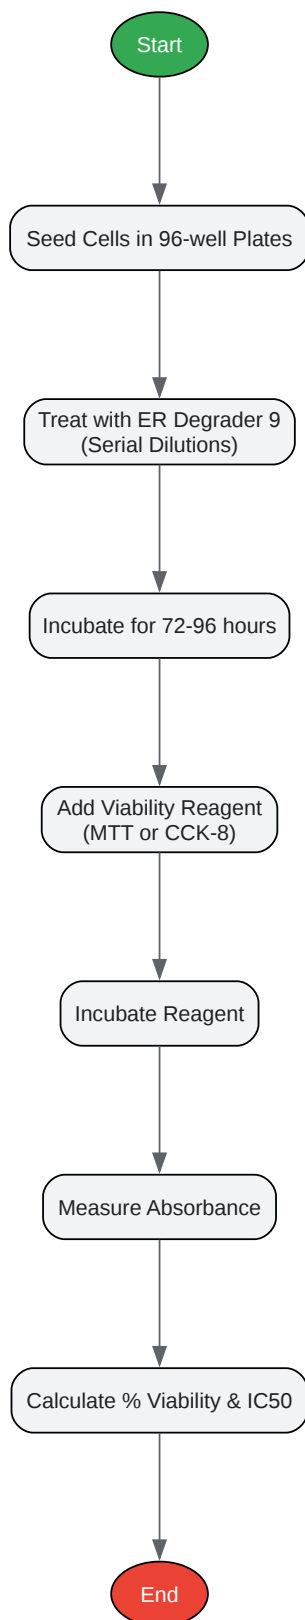 Start
Seed Cells in 96-well Plates
Treat with ER Degrader 9
(Serial Dilutions)
Incubate for 72-96 hours
Add Viability Reagent
(MTT or CCK-8)
Incubate Reagent
Measure Absorbance
Calculate % Viability & IC50
End